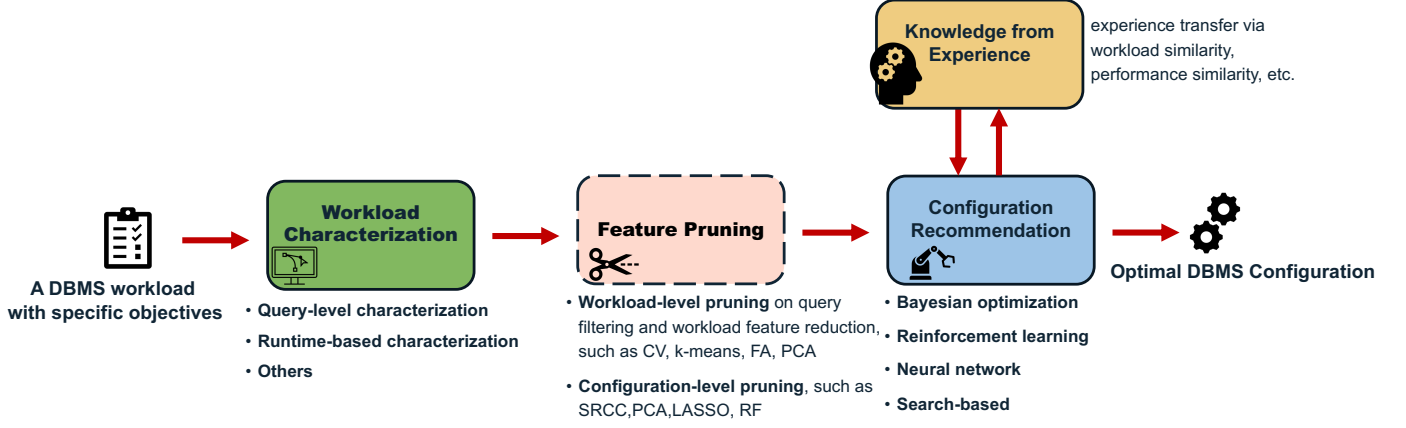 Knowledge from
Experience
experience transfer via
workload similarity,
performance similarity, etc.
A DBMS workload
with specific objectives
Workload
Characterization
• Query-level characterization
• Runtime-based characterization
• Others
Feature Pruning
• Workload-level pruning on query
filtering and workload feature reduction,
such as CV, k-means, FA, PCA
• Configuration-level pruning, such as
SRCC,PCA,LASSO, RF
Configuration
Recommendation
• Bayesian optimization
• Reinforcement learning
• Neural network
• Search-based
Optimal DBMS Configuration